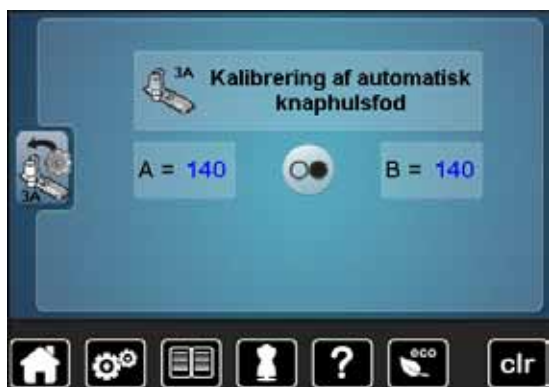 3A Kalibrering af automatisk
knaphulsfod
A = 140
B = 140
3A
?
eco
clr